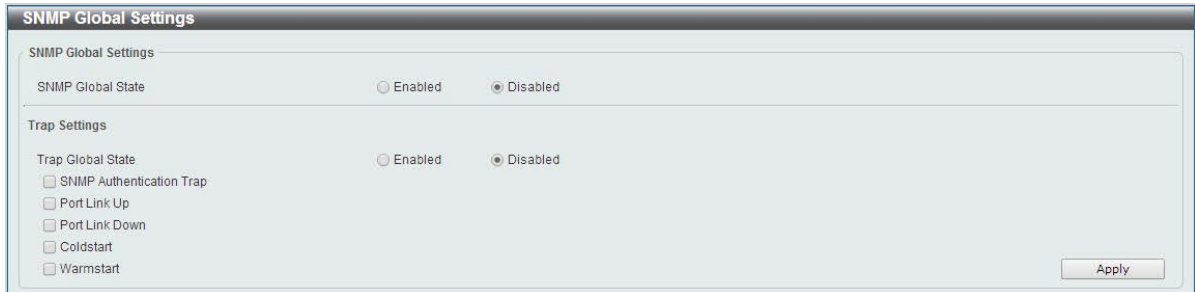 SNMP Global Settings
SNMP Global Settings
SNMP Global State Enabled Disabled
Trap Settings
Trap Global State Enabled Disabled
SNMP Authentication Trap
Port Link Up
Port Link Down
Coldstart
Warmstart
Apply